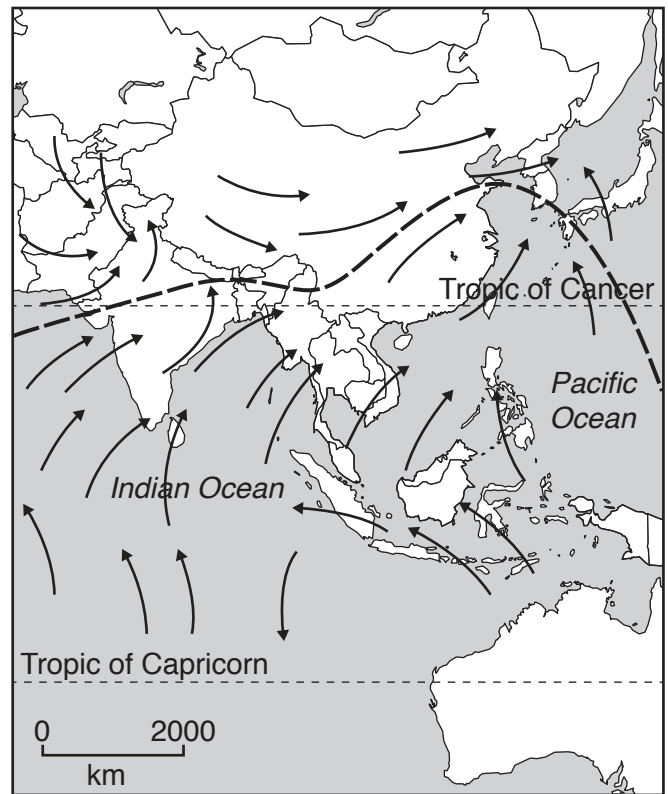 Tropic of Cancer
Pacific
Ocean
Indian Ocean
Tropic of Capricorn
0 2000
km